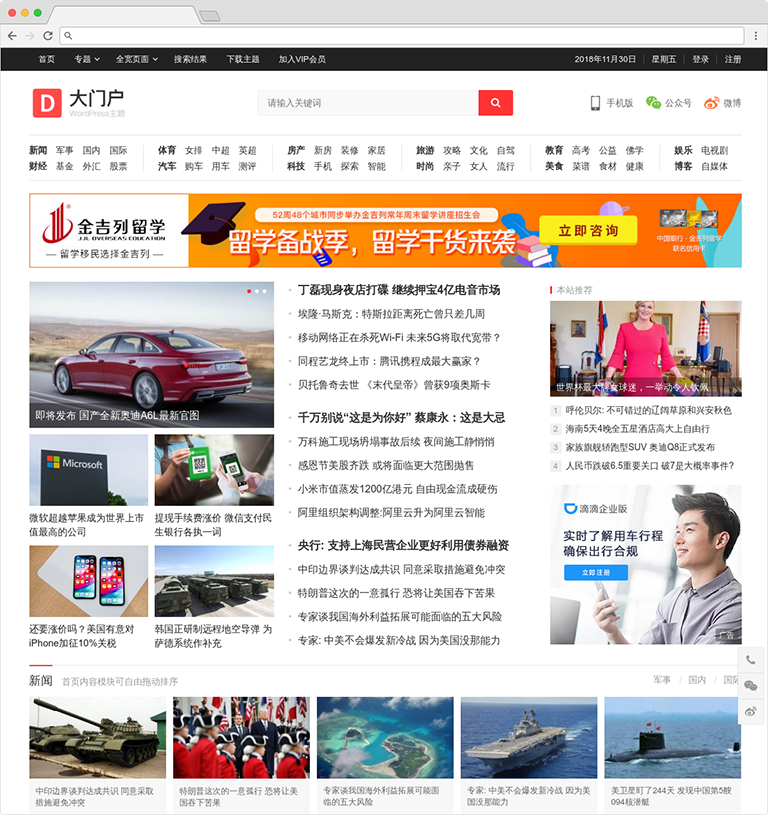 首页 专题 全宽页面 搜索结果 下载主题 加入VIP会员 2018年11月30日 星期五 登录 注册
D 大门户
WordPress主题
请输入关键词
手机版 公众号 微博
新闻 军事 国内 国际 体育 女排 中超 英超 房产 新房 装修 家居 旅游 攻略 文化 自驾 教育 高考 公益 佛学 娱乐 电视剧
财经 基金 外汇 股票 汽车 购车 用车 测评 科技 手机 探索 智能 时尚 亲子 女人 流行 美食 菜谱 食材 健康 博客 自媒体
金吉列留学
JJL OVERSEAS EDUCATION
留学移民选择金吉列
52周48个城市同步举办金吉列常年周末留学讲座招生会
留学备战季，留学干货来袭
立即咨询
中国银行·金吉列留学
联名信用卡
即将发布 国产全新奥迪A6L最新官图
Microsoft
微软超越苹果成为世界上市
值最高的公司
提现手续费涨价 微信支付民
生银行各执一词
还要涨价吗？美国有意对
iPhone加征10%关税
韩国正研制远程地空导弹 为
萨德系统作补充
丁磊现身夜店打碟 继续押宝4亿电音市场
埃隆·马斯克：特斯拉距离死亡曾只差几周
移动网络正在杀死Wi-Fi 未来5G将取代宽带？
同程艺龙终上市：腾讯携程成最大赢家？
贝托鲁奇去世 《末代皇帝》曾获9项奥斯卡
千万别说“这是为你好” 蔡康永：这是大忌
万科施工现场坍塌事故后续 夜间施工静悄悄
感恩节美股齐跌 或将面临更大范围抛售
小米市值蒸发1200亿港元 自由现金流成硬伤
阿里组织架构调整:阿里云升为阿里云智能
央行: 支持上海民营企业更好利用债券融资
中印边界谈判达成共识 同意采取措施避免冲突
特朗普这次的一意孤行 恐将让美国吞下苦果
专家谈我国海外利益拓展可能面临的五大风险
专家: 中美不会爆发新冷战 因为美国没那能力
本站推荐
世界杯最大牌女球迷，一举动令人钦佩
1 呼伦贝尔: 不可错过的辽阔草原和兴安秋色
2 海南5天4晚全五星酒店高大上自由行
3 家族旗舰轿跑型SUV 奥迪Q8正式发布
4 人民币跌破6.5重要关口 破7是大概率事件?
滴滴企业版
实时了解用车行程
确保出行合规
立即注册
广告
新闻 首页内容模块可自由拖动排序 军事 / 国内 / 国际
中印边界谈判达成共识 同意采取
措施避免冲突
特朗普这次的一意孤行 恐将让美
国吞下苦果
专家谈我国海外利益拓展可能面
临的五大风险
专家: 中美不会爆发新冷战 因为美
国没那能力
美卫星盯了244天 发现中国第5艘
094核潜艇